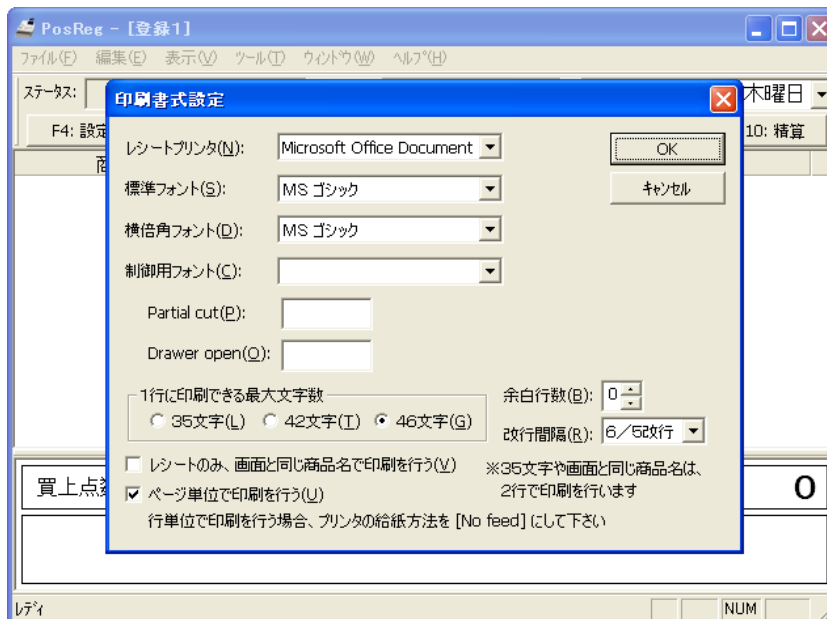 PosReg - [登録1]
ファイル(F) 編集(E) 表示(V) ツール(T) ウィンドウ(W) ヘルプ(H)
ステータス:
木曜日
F4: 設定
10: 精算
印刷書式設定
レシートプリンタ(N): Microsoft Office Document
OK
標準フォント(S): MS ゴシック
キャンセル
横倍角フォント(D): MS ゴシック
制御用フォント(C):
Partial cut(P):
Drawer open(O):
1行に印刷できる最大文字数
35文字(L) 42文字(T) 46文字(G)
余白行数(B): 0
改行間隔(R): 6/5改行
レシートのみ、画面と同じ商品名で印刷を行う(V)
※35文字や画面と同じ商品名は、
2行で印刷を行います
ページ単位で印刷を行う(U)
行単位で印刷を行う場合、プリンタの給紙方法を [No feed] にして下さい
買上点数
0
レディ
NUM